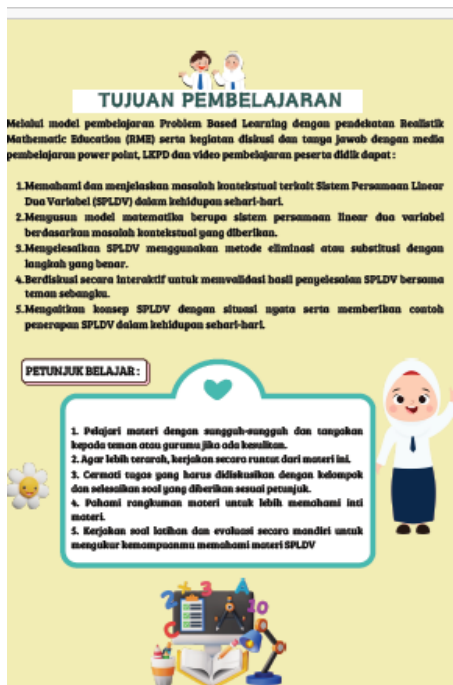 TUJUAN PEMBELAJARAN
Melalui model pembelajaran Problem Based Learning dengan pendekatan Realistik
Mathematic Education (RME) serta kegiatan diskusi dan tanya jawab dengan media
pembelajaran power point, LKPD dan video pembelajaran peserta didik dapat :
1.Memahami dan menjelaskan masalah kontekstual terkait Sistem Persamaan Linear
Dua Variabel (SPLDV) dalam kehidupan sehari-hari.
2.Menyusun model matematika berupa sistem persamaan linear dua variabel
berdasarkan masalah kontekstual yang diberikan.
3.Menyelesaikan SPLDV menggunakan metode eliminasi atau substitusi dengan
langkah yang benar.
4.Berdiskusi secara interaktif untuk memvalidasi hasil penyelesaian SPLDV bersama
teman sebangku.
5.Mengaitkan konsep SPLDV dengan situasi nyata serta memberikan contoh
penerapan SPLDV dalam kehidupan sehari-hari.
PETUNJUK BELAJAR :
1. Pelajari materi dengan sungguh-sungguh dan tanyakan
kepada teman atau gurumu jika ada kesulitan.
2. Agar lebih terarah, kerjakan secara runtut dari materi ini.
3. Cermati tugas yang harus didiskusikan dengan kelompok
dan selesaikan soal yang diberikan sesuai petunjuk.
4. Pahami rangkuman materi untuk lebih memahami inti
materi.
5. Kerjakan soal latihan dan evaluasi secara mandiri untuk
mengukur kemampuanmu memahami materi SPLDV